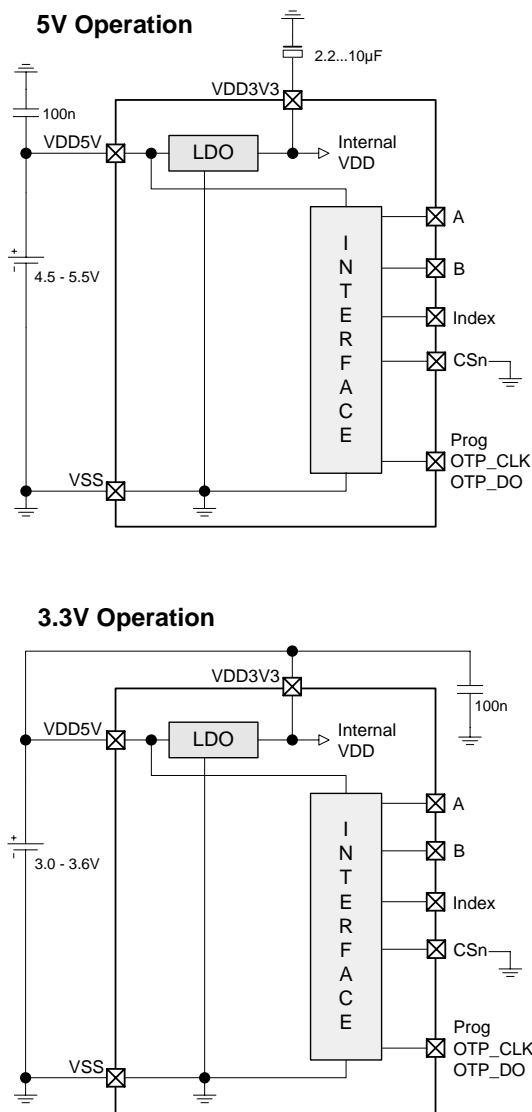 5V Operation
2.2...10µF
VDD3V3
100n
VDD5V
LDO
Internal
VDD
A
INTERFACE
B
4.5 - 5.5V
Index
CSn
Prog
OTP_CLK
OTP_DO
VSS
3.3V Operation
VDD3V3
100n
VDD5V
LDO
Internal
VDD
A
INTERFACE
B
3.0 - 3.6V
Index
CSn
Prog
OTP_CLK
OTP_DO
VSS